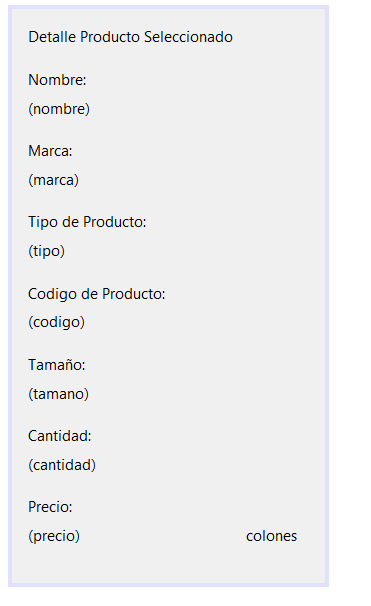 Detalle Producto Seleccionado
Nombre:
(nombre)
Marca:
(marca)
Tipo de Producto:
(tipo)
Codigo de Producto:
(codigo)
Tamaño:
(tamano)
Cantidad:
(cantidad)
Precio:
(precio) colones